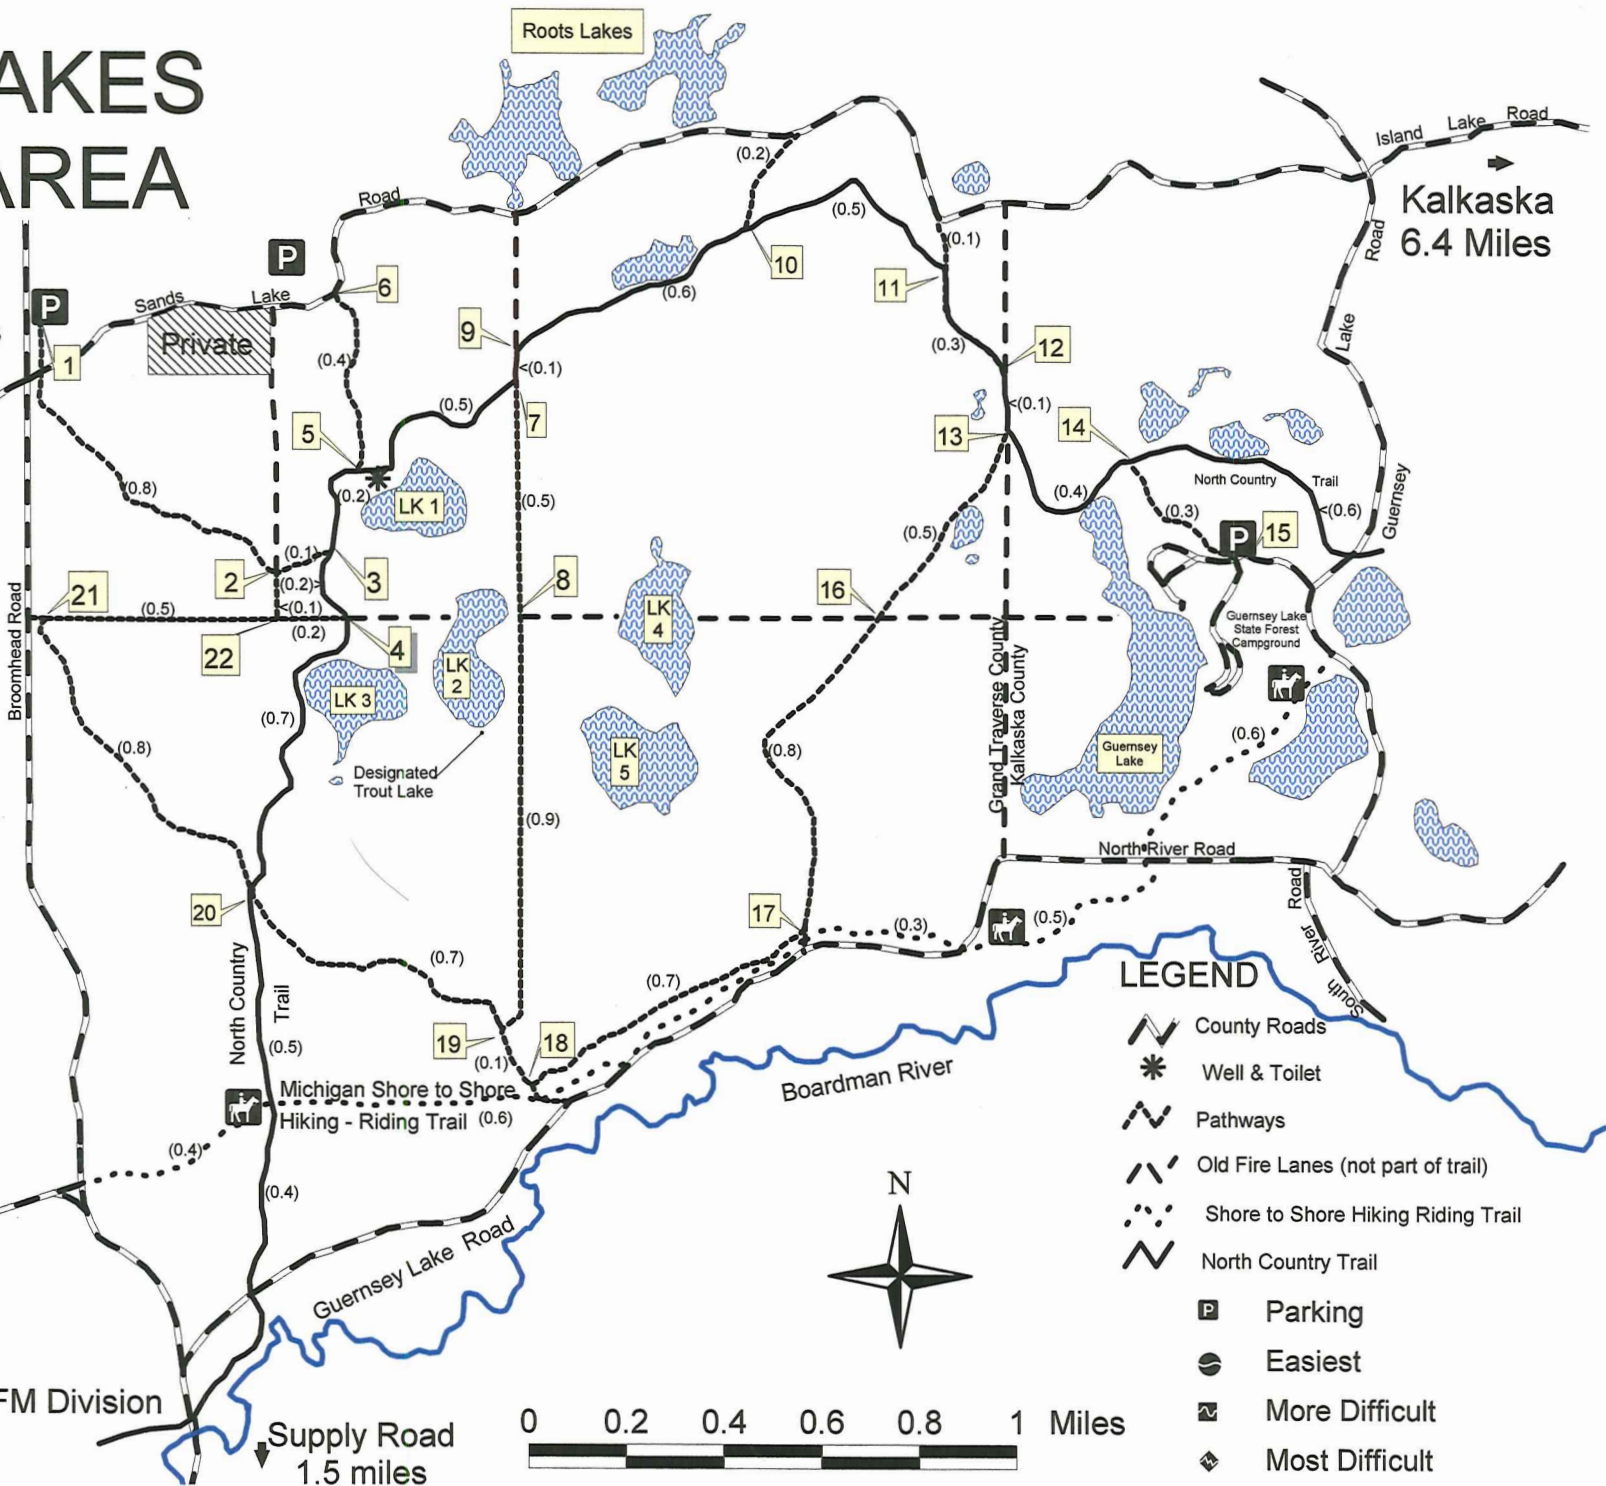 AKES
AREA
Roots Lakes
Island Lake Road
Kalkaska
6.4 Miles
Road
(0.2)
(0.5)
(0.1)
Road
P
P
10
11
6
Sands Lake
(0.6)
Private
1
9
(0.4)
(0.3)
12
Lake
<(0.1)
(0.5)
7
<(0.1)
5
13
14
Guernsey
North Country Trail
(0.8)
(0.2)
LK 1
(0.5)
(0.4)
(0.3)
<(0.6)
(0.5)
P
15
(0.1)
2
(0.2)>
3
8
16
21
(0.5)
<(0.1)
(0.2)
LK
4
Guernsey Lake
State Forest
Campground
Broomhead Road
22
4
LK
2
LK 3
(0.7)
Grand Traverse County
Kalkaska County
(0.6)
(0.8)
(0.8)
LK
5
Guernsey
Lake
Designated
Trout Lake
(0.9)
North River Road
20
17
(0.3)
(0.5)
Road
River
South
North Country
Trail
(0.7)
(0.7)
(0.5)
19
18
(0.1)
Michigan Shore to Shore
Hiking - Riding Trail (0.6)
Boardman River
(0.4)
(0.4)
Guernsey Lake Road
N
LEGEND
County Roads
Well & Toilet
Pathways
Old Fire Lanes (not part of trail)
Shore to Shore Hiking Riding Trail
North Country Trail
P Parking
Easiest
More Difficult
Most Difficult
FM Division
Supply Road
1.5 miles
0 0.2 0.4 0.6 0.8 1 Miles